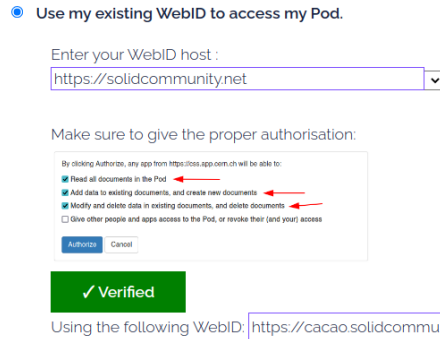 Use my existing WebID to access my Pod.
Enter your WebID host :
https://solidcommunity.net
Make sure to give the proper authorisation:
By clicking Authorize, any app from https://css.app.cern.ch will be able to:
Read all documents in the Pod
Add data to existing documents, and create new documents
Modify and delete data in existing documents, and delete documents
Give other people and apps access to the Pod, or revoke their (and your) access
Authorize Cancel
✓ Verified
Using the following WebID: https://cacao.solidcommu